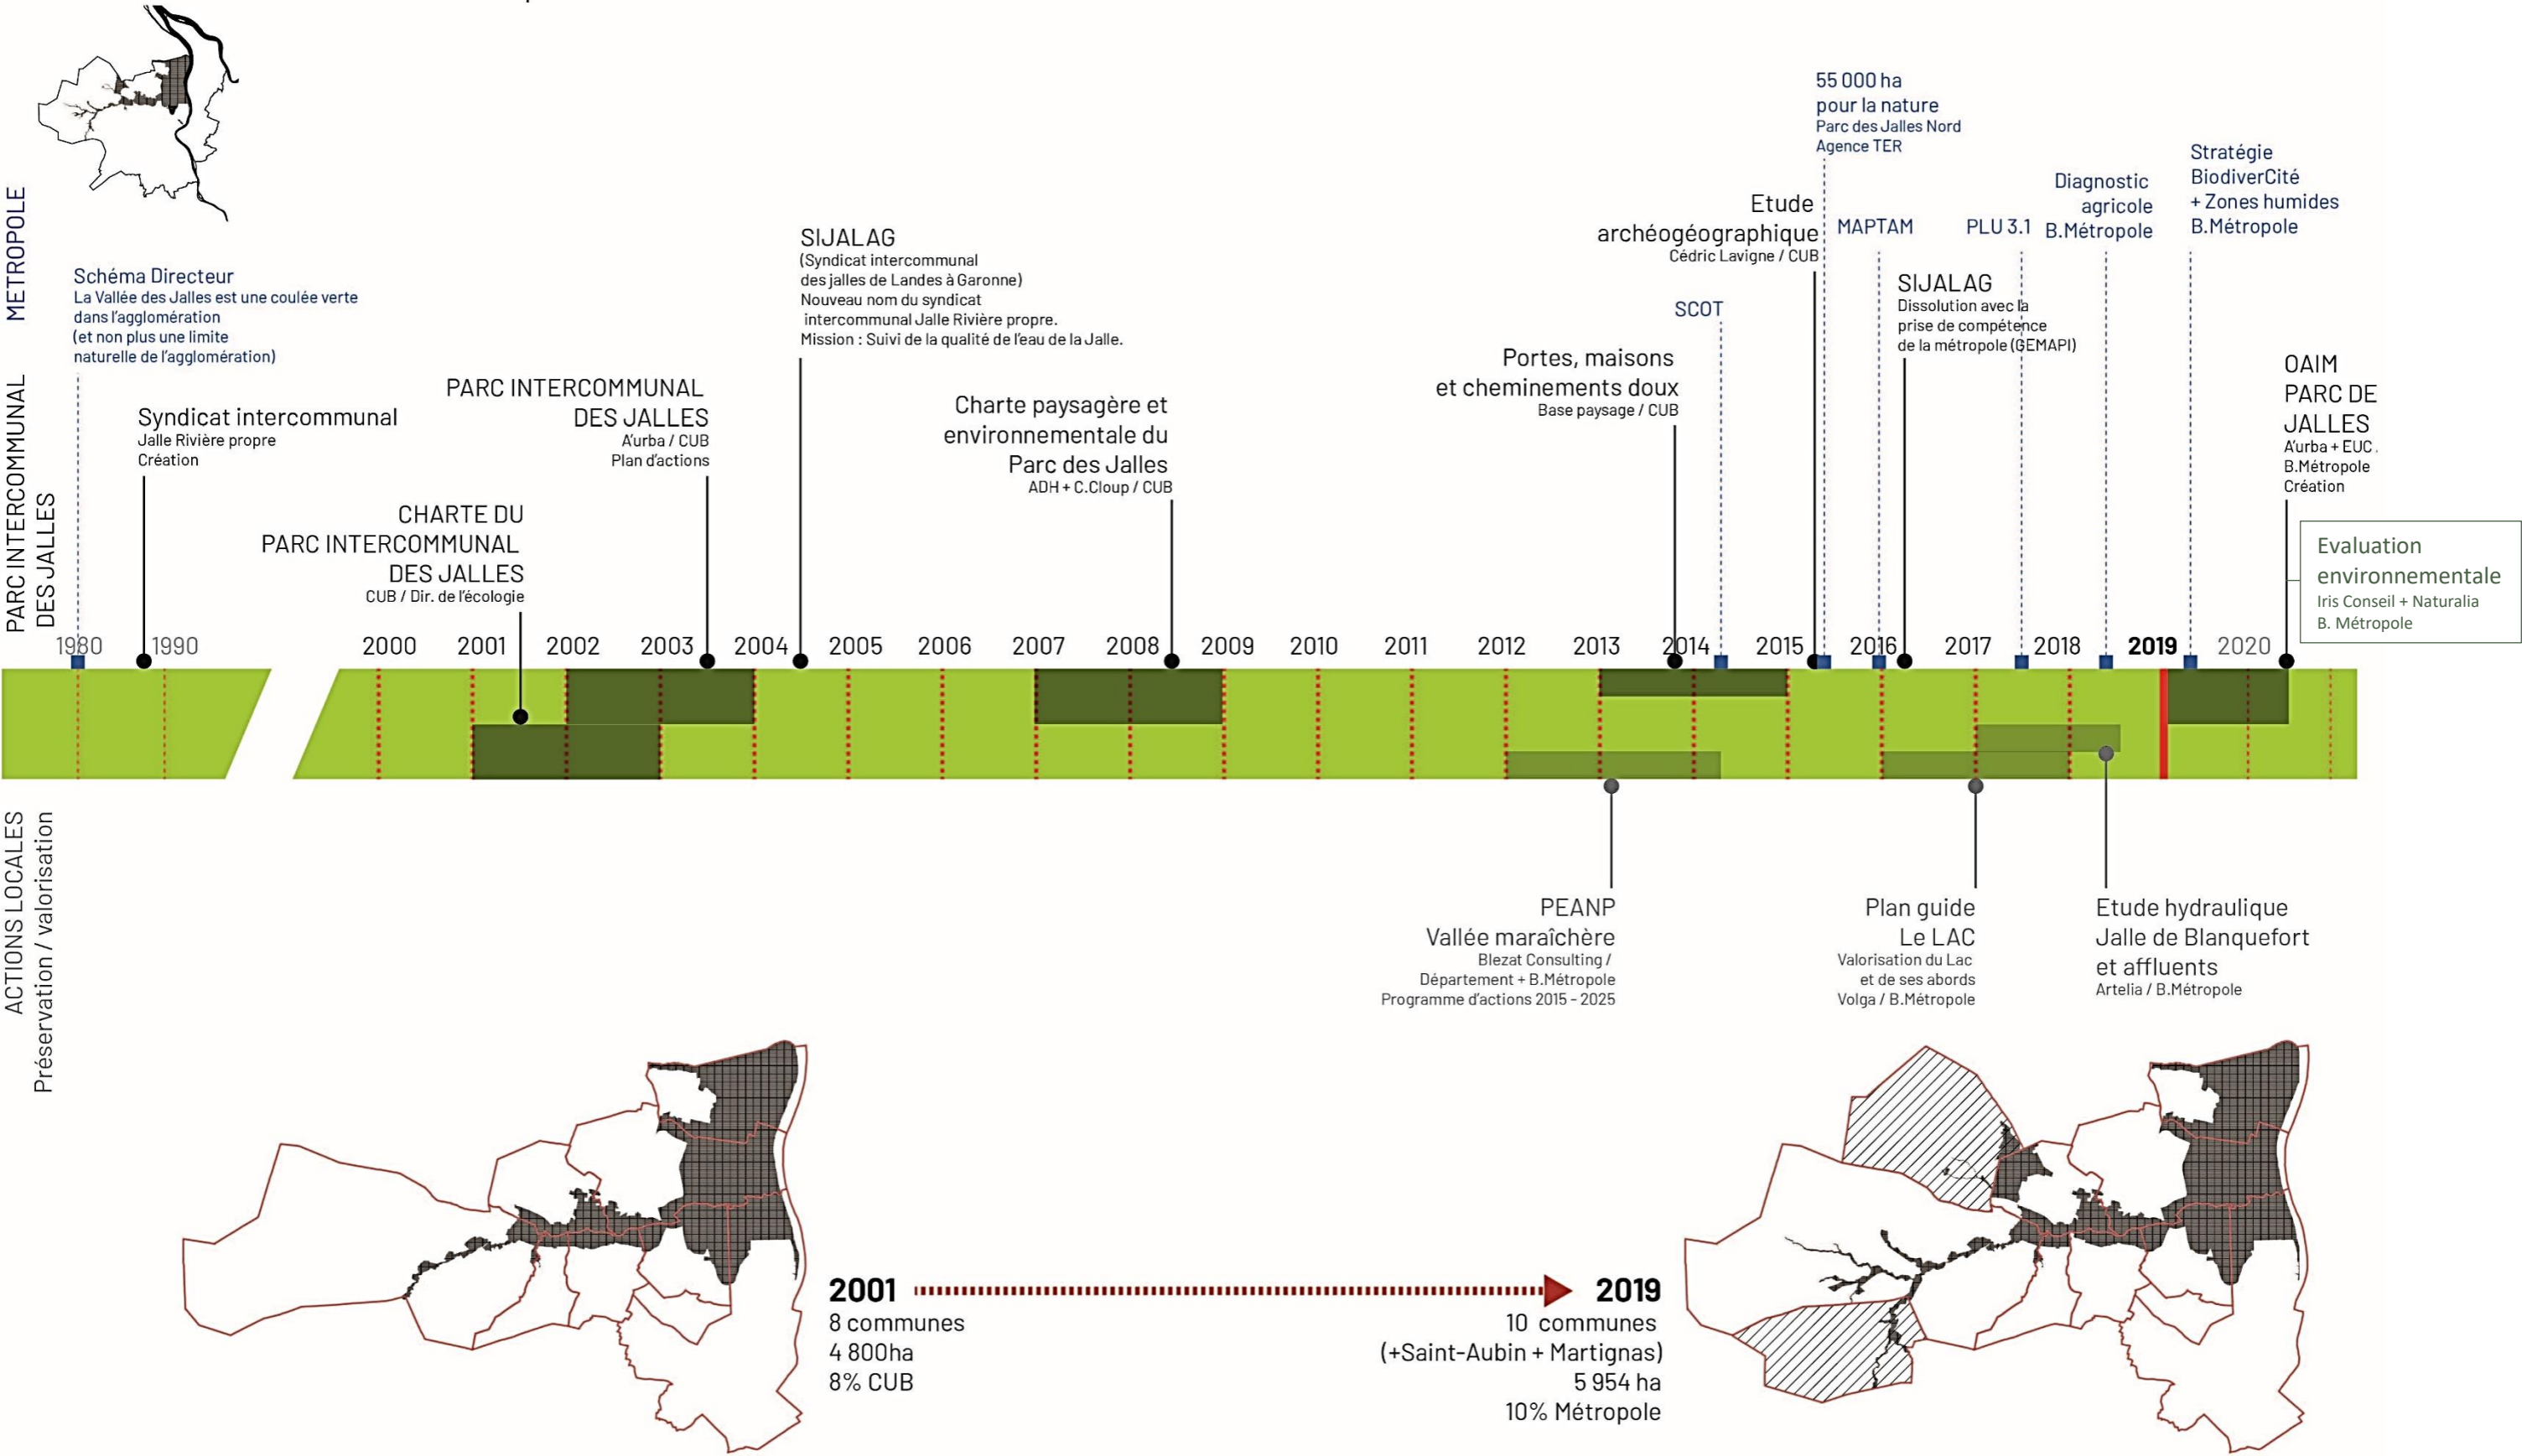 METROPOLE
PARC INTERCOMMUNAL
DES JALLES
ACTIONS LOCALES
Préservation / valorisation
Schéma Directeur
La Vallée des Jalles est une coulée verte
dans l'agglomération
(et non plus une limite
naturelle de l'agglomération)
Syndicat intercommunal
Jalle Rivière propre
Création
CHARTE DU
PARC INTERCOMMUNAL
DES JALLES
CUB / Dir. de l'écologie
PARC INTERCOMMUNAL
DES JALLES
A'urba / CUB
Plan d'actions
SIJALAG
(Syndicat intercommunal
des jalles de Landes à Garonne)
Nouveau nom du syndicat
intercommunal Jalle Rivière propre.
Mission : Suivi de la qualité de l'eau de la Jalle.
Charte paysagère et
environnementale du
Parc des Jalles
ADH + C.Cloup / CUB
Portes, maisons
et cheminements doux
Base paysage / CUB
SCOT
Etude
archéogéographique
Cédric Lavigne / CUB
55 000 ha
pour la nature
Parc des Jalles Nord
Agence TER
MAPTAM
SIJALAG
Dissolution avec la
prise de compétence
de la métropole (GEMAPI)
PLU 3.1
Diagnostic
agricole
B.Métropole
Stratégie
BiodiverCité
+ Zones humides
B.Métropole
OAIM
PARC DE
JALLES
A'urba + EUC.
B.Métropole
Création
Evaluation
environnementale
Iris Conseil + Naturalia
B. Métropole
1980 1990 2000 2001 2002 2003 2004 2005 2006 2007 2008 2009 2010 2011 2012 2013 2014 2015 2016 2017 2018 2019 2020
PEANP
Vallée maraîchère
Blezat Consulting /
Département + B.Métropole
Programme d'actions 2015 - 2025
Plan guide
Le LAC
Valorisation du Lac
et de ses abords
Volga / B.Métropole
Etude hydraulique
Jalle de Blanquefort
et affluents
Artelia / B.Métropole
2001
8 communes
4 800ha
8% CUB
2019
10 communes
(+Saint-Aubin + Martignas)
5 954 ha
10% Métropole